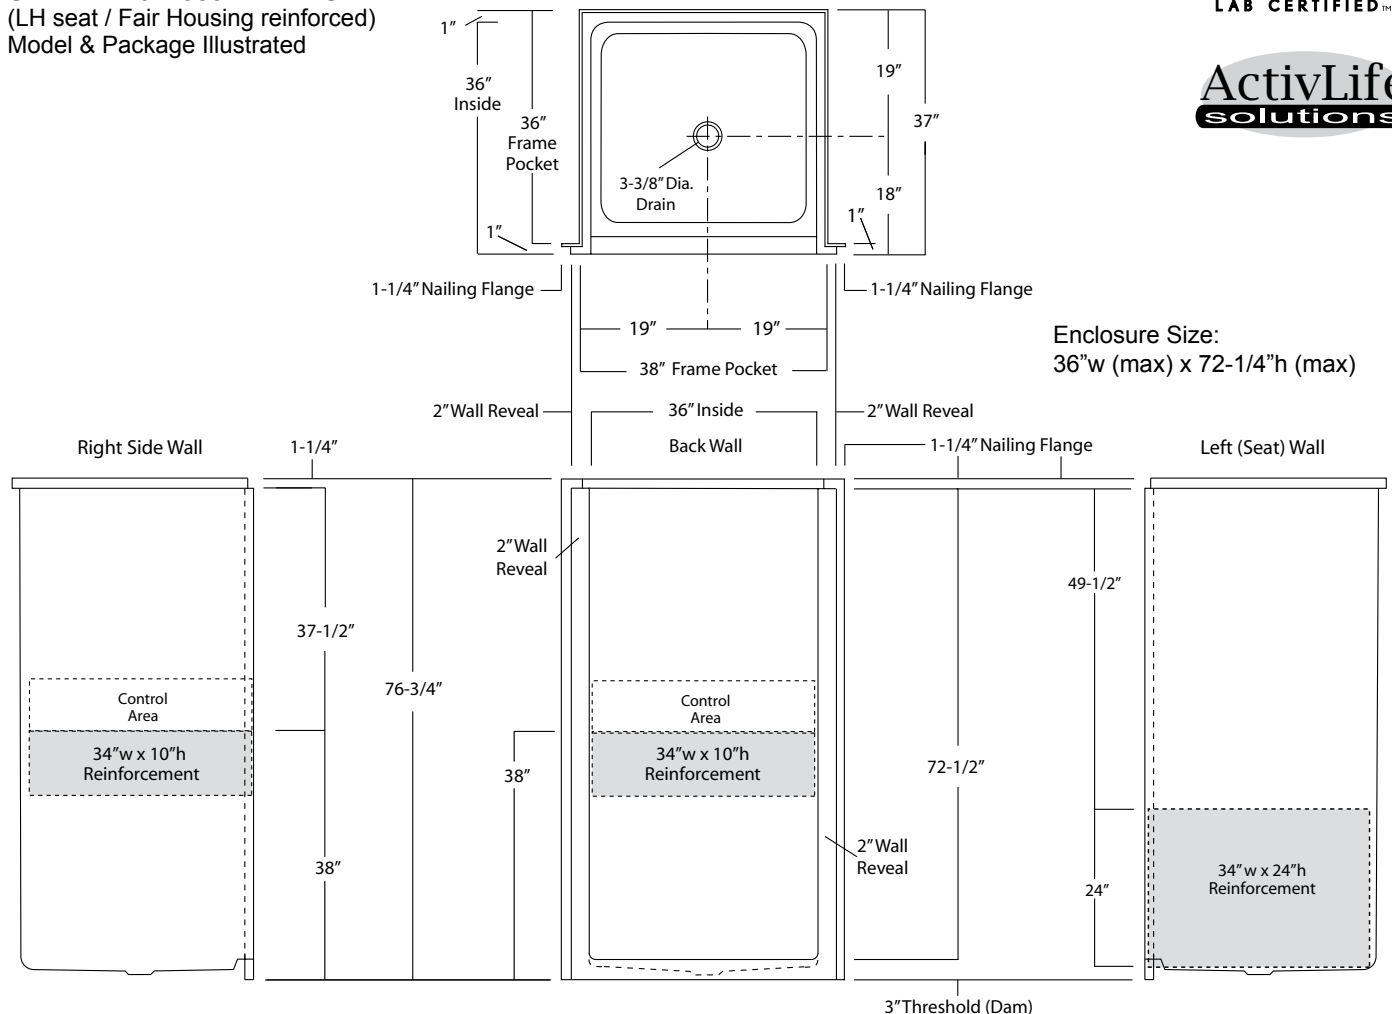 (LH seat / Fair Housing reinforced)
Model & Package Illustrated
LAB CERTIFIED™
ActivLife
solutions
1”
36”
Inside
36”
Frame
Pocket
1”
3-3/8” Dia.
Drain
19”
37”
18”
1”
1-1/4” Nailing Flange
1-1/4” Nailing Flange
19”
19”
38” Frame Pocket
Enclosure Size:
36”w (max) x 72-1/4”h (max)
2” Wall Reveal
36” Inside
2” Wall Reveal
Right Side Wall
1-1/4”
Back Wall
1-1/4” Nailing Flange
Left (Seat) Wall
2” Wall
Reveal
49-1/2”
37-1/2”
76-3/4”
Control
Area
34”w x 10”h
Reinforcement
Control
Area
34”w x 10”h
Reinforcement
38”
72-1/2”
38”
2” Wall
Reveal
24”
34” w x 24”h
Reinforcement
3” Threshold (Dam)